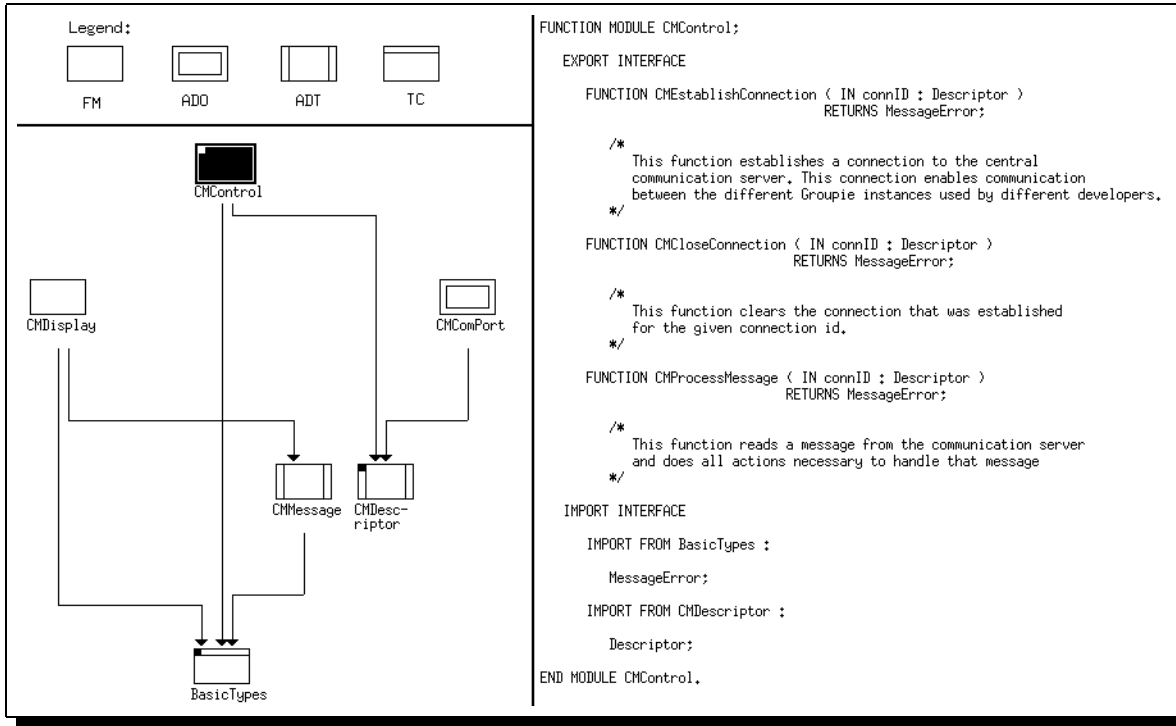 Legend:
FM
ADO
ADT
TC
CMControl
CMDisplay
CMComPort
CMMessage
CMDesc-
riptor
BasicTypes
FUNCTION MODULE CMControl;
EXPORT INTERFACE
FUNCTION CMEstablishConnection ( IN connID : Descriptor )
RETURNS MessageError;
/*
This function establishes a connection to the central
communication server. This connection enables communication
between the different Groupie instances used by different developers.
*/
FUNCTION CMCloseConnection ( IN connID : Descriptor )
RETURNS MessageError;
/*
This function clears the connection that was established
for the given connection id.
*/
FUNCTION CMProcessMessage ( IN connID : Descriptor )
RETURNS MessageError;
/*
This function reads a message from the communication server
and does all actions necessary to handle that message
*/
IMPORT INTERFACE
IMPORT FROM BasicTypes :
MessageError;
IMPORT FROM CMDescriptor :
Descriptor;
END MODULE CMControl.